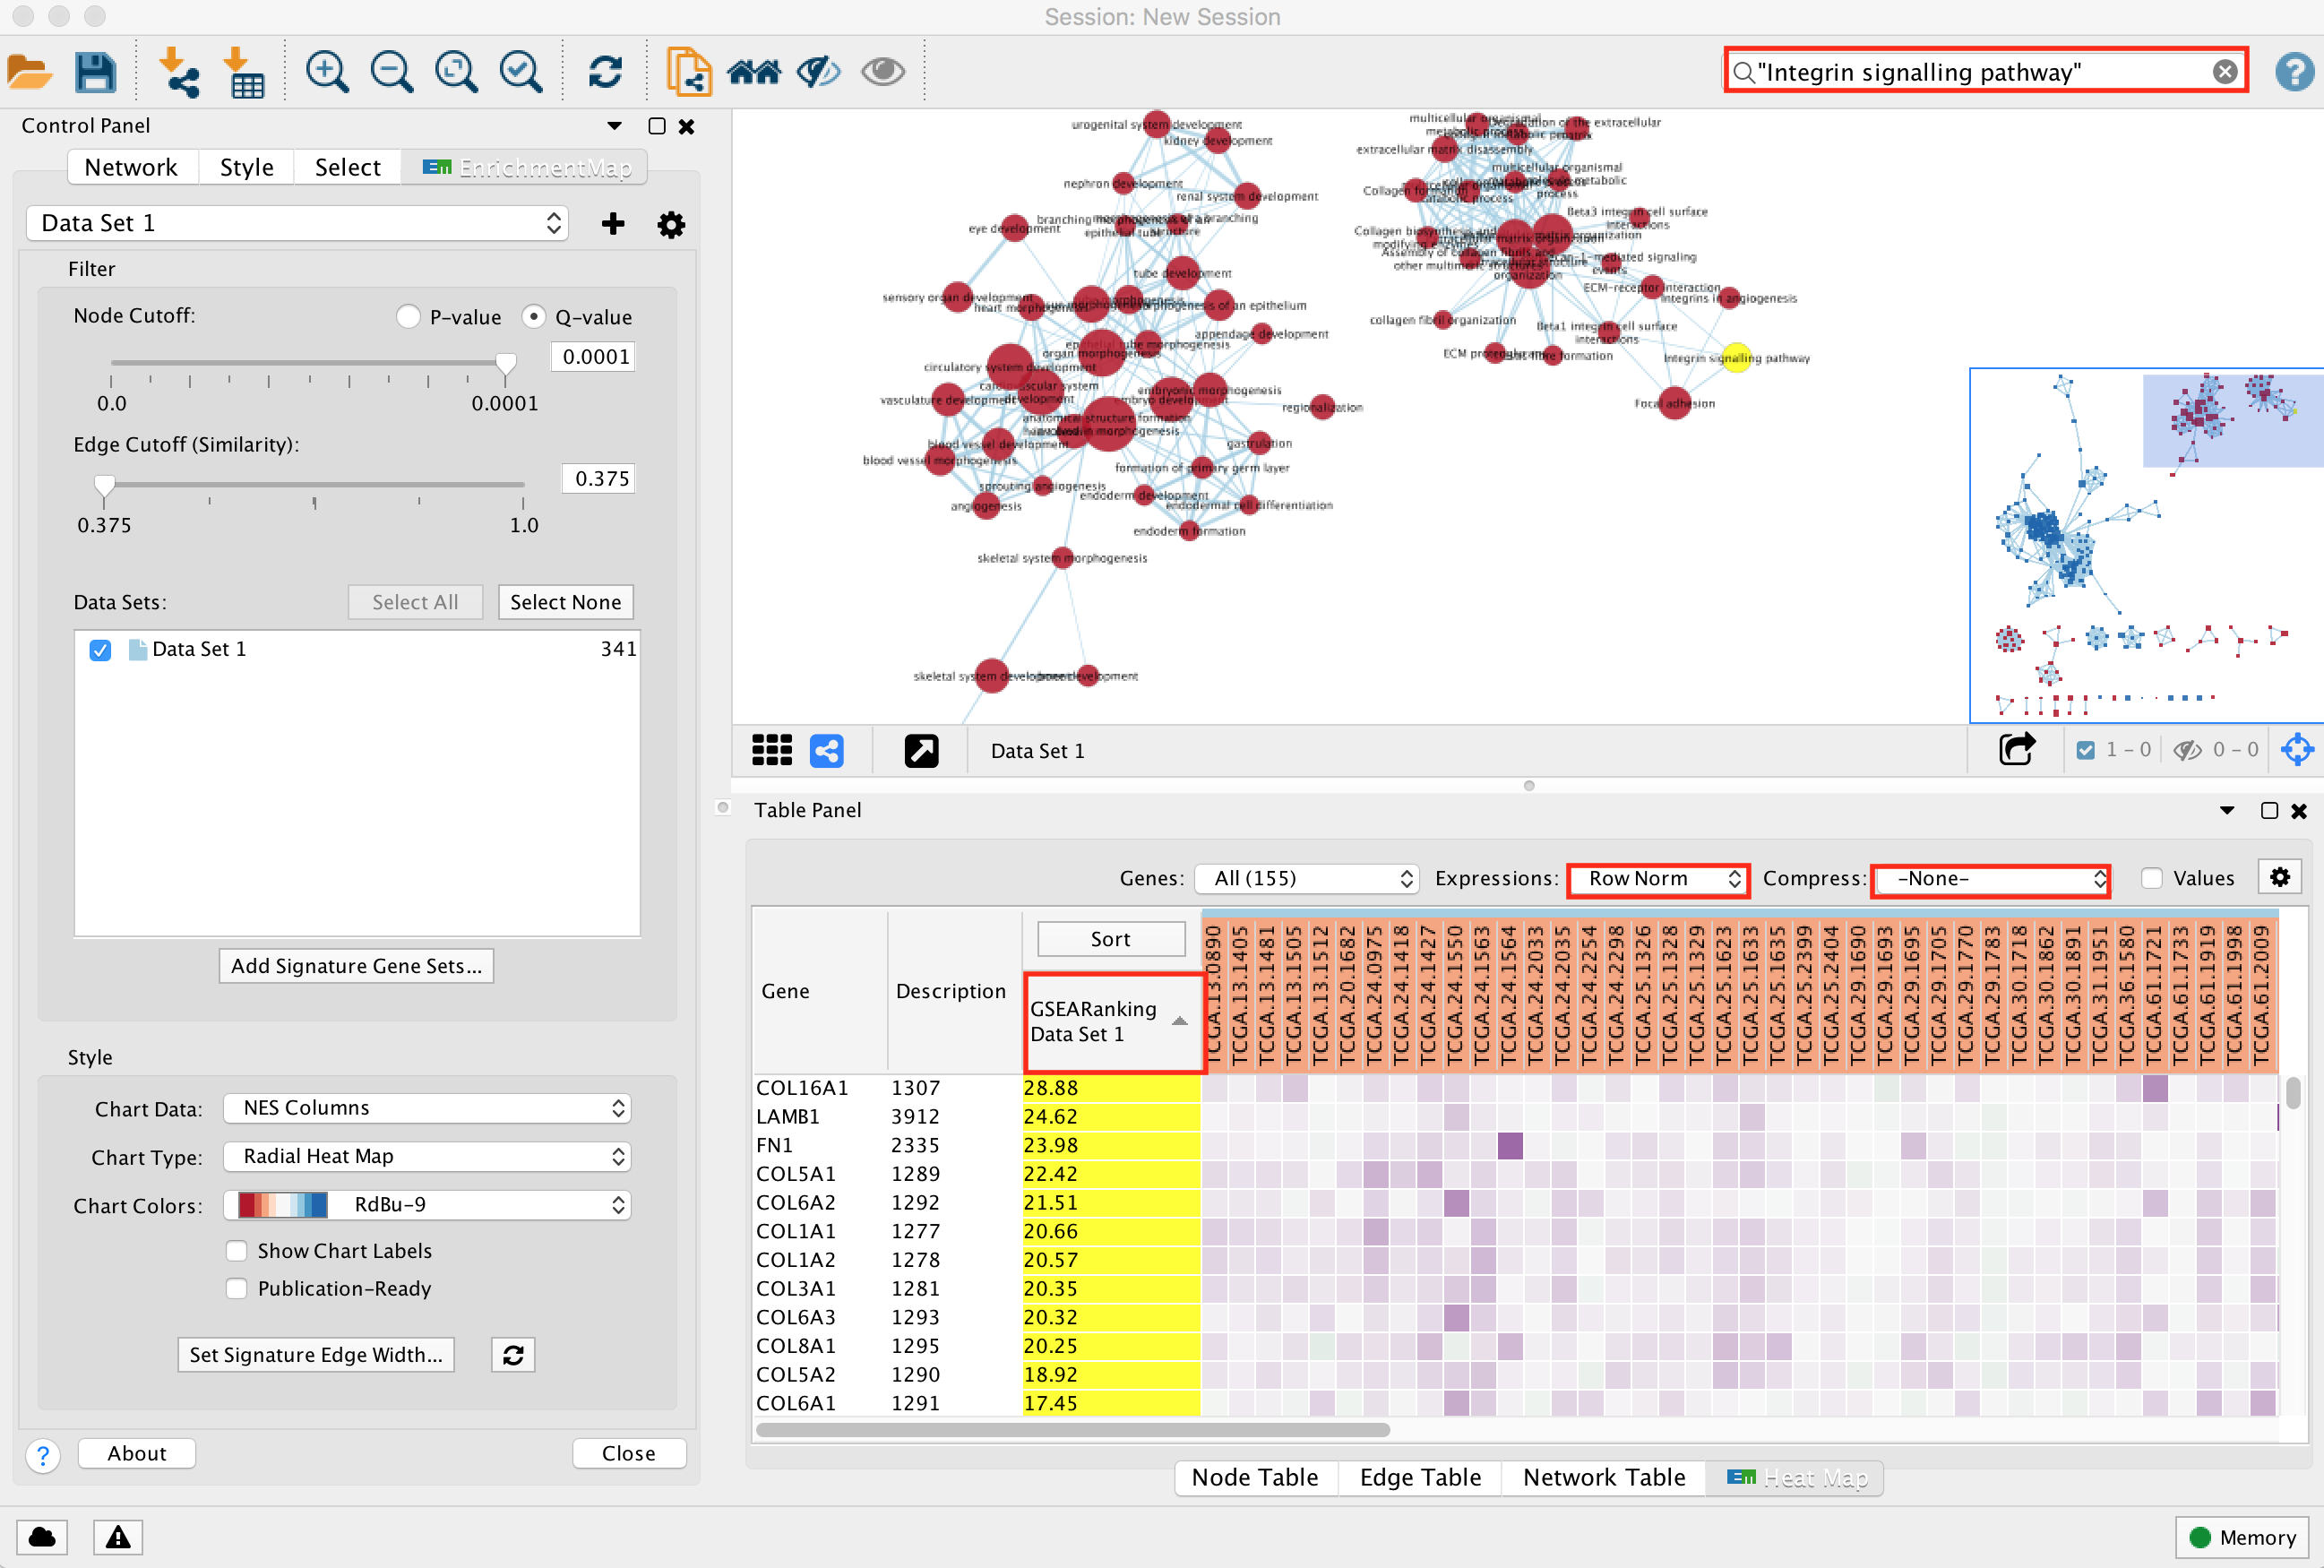 Session: New Session
"Integrin signalling pathway"
Control Panel
Network
Style
Select
EnrichmentMap
Data Set 1
Filter
Node Cutoff:
P-value
Q-value
0.0001
0.0
0.0001
Edge Cutoff (Similarity):
0.375
0.375
1.0
Data Sets:
Select All
Select None
Data Set 1
341
Add Signature Gene Sets...
Style
Chart Data:
NES Columns
Chart Type:
Radial Heat Map
Chart Colors:
RdBu-9
Show Chart Labels
Publication-Ready
Set Signature Edge Width...
About
Close
urogenital system development
kidney development
nephron development
renal system development
eye development
tube development
sensory organ development
appendage development
organ morphogenesis
circulatory system development
cardiovascular system
development
vasculature development
embryonic morphogenesis
embryo development
regionalization
anatomical structure formation
blood vessel development
blood vessel morphogenesis
gastrulation
formation of primary germ layer
sprouting angiogenesis
angiogenesis
endoderm development
endodermal cell differentiation
endoderm formation
skeletal system morphogenesis
skeletal system development
multicellular organismal
metabolic process
extracellular matrix disassembly
multicellular organismal
Collagen formation
Beta3 integrin cell surface
interactions
Collagen biosynthesis and
modifying enzymes
Assembly of collagen fibrils and
other multimeric structures
ECM-receptor interaction
Integrins in angiogenesis
collagen fibril organization
Beta1 integrin cell surface
interactions
Integrin signalling pathway
Focal adhesion
Data Set 1
1 - 0
0 - 0
Table Panel
Genes:
All (155)
Expressions:
Row Norm
Compress:
-None-
Values
Gene
Description
Sort
GSEARanking
Data Set 1
TCGA.13.0890
TCGA.13.1405
TCGA.13.1481
TCGA.13.1505
TCGA.13.1512
TCGA.20.1682
TCGA.24.0975
TCGA.24.1418
TCGA.24.1427
TCGA.24.1550
TCGA.24.1563
TCGA.24.1564
TCGA.24.2033
TCGA.24.2035
TCGA.24.2254
TCGA.24.2298
TCGA.25.1326
TCGA.25.1328
TCGA.25.1329
TCGA.25.1623
TCGA.25.1633
TCGA.25.1635
TCGA.25.2399
TCGA.25.2404
TCGA.29.1690
TCGA.29.1693
TCGA.29.1695
TCGA.29.1705
TCGA.29.1770
TCGA.29.1783
TCGA.30.1718
TCGA.30.1862
TCGA.30.1891
TCGA.31.1951
TCGA.36.1580
TCGA.61.1721
TCGA.61.1733
TCGA.61.1919
TCGA.61.1998
TCGA.61.2009
COL16A1 1307 28.88
LAMB1 3912 24.62
FN1 2335 23.98
COL5A1 1289 22.42
COL6A2 1292 21.51
COL1A1 1277 20.66
COL1A2 1278 20.57
COL3A1 1281 20.35
COL6A3 1293 20.32
COL8A1 1295 20.25
COL5A2 1290 18.92
COL6A1 1291 17.45
Node Table
Edge Table
Network Table
Heat Map
Memory